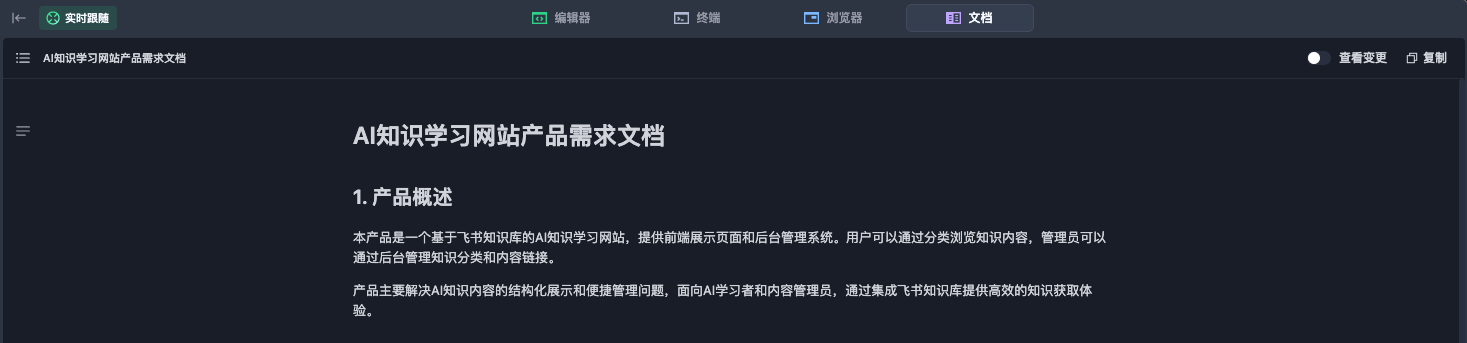 实时跟随
编辑器
终端
浏览器
文档
AI知识学习网站产品需求文档
查看变更
复制
AI知识学习网站产品需求文档
1. 产品概述
本产品是一个基于飞书知识库的AI知识学习网站，提供前端展示页面和后台管理系统。用户可以通过分类浏览知识内容，管理员可以
通过后台管理知识分类和内容链接。
产品主要解决AI知识内容的结构化展示和便捷管理问题，面向AI学习者和内容管理员，通过集成飞书知识库提供高效的知识获取体
验。